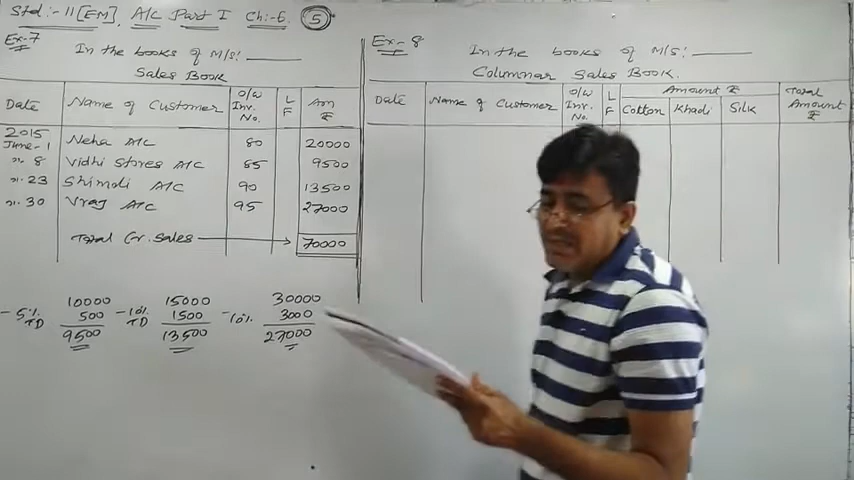 Std:- 11 [EM]. A/C Part I Ch:-6. 5
Ex-7
In the books of M/S! ______
Sales Book
Date Name of Customer O/W Inv. No. L F Am ₹
2015
June-1 Neha A/C 80 20000
n. 8 Vidhi Stores A/C 85 9500
n. 23 Shimoli A/C 90 13500
n. 30 Vraj A/C 95 27000
Total Cr. Sales 70000
10000 15000 30000
- 5% TD 500 - 10% TD 1500 - 10% 3000
9500 13500 27000
Ex-8
In the books of M/S! ______
Columnar Sales Book.
Date Name of Customer O/W Inv. No. L F Amount ₹ Total Amount ₹
Cotton Khadi Silk